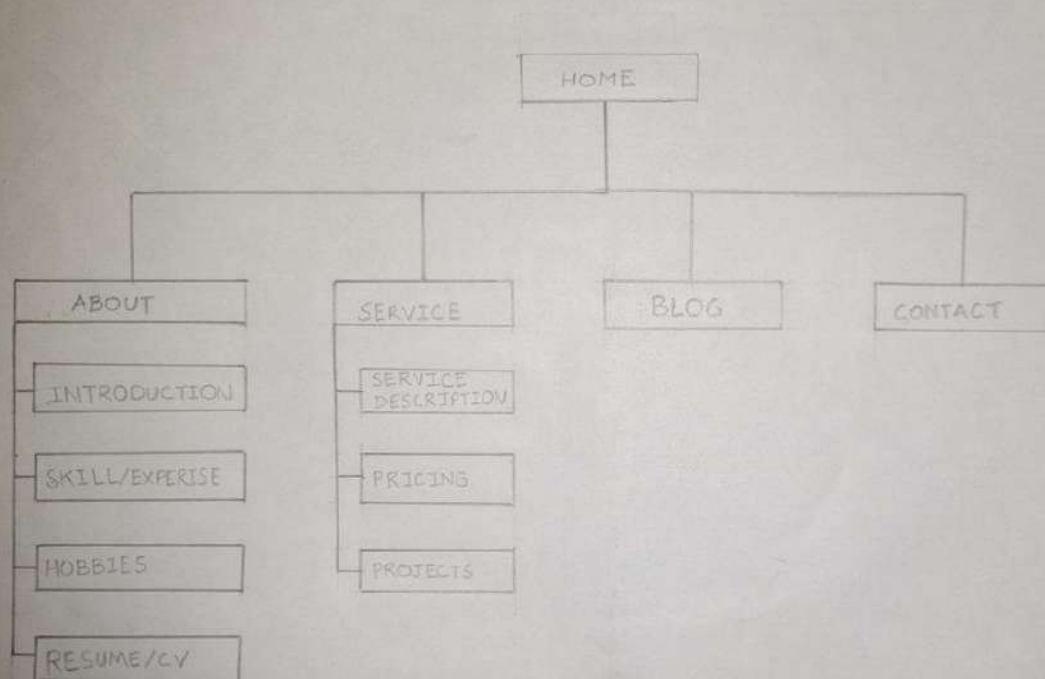 HOME
ABOUT
INTRODUCTION
SKILL/EXPERISE
HOBBIES
RESUME/CV
SERVICE
SERVICE
DESCRIPTION
PRICING
PROJECTS
BLOG
CONTACT